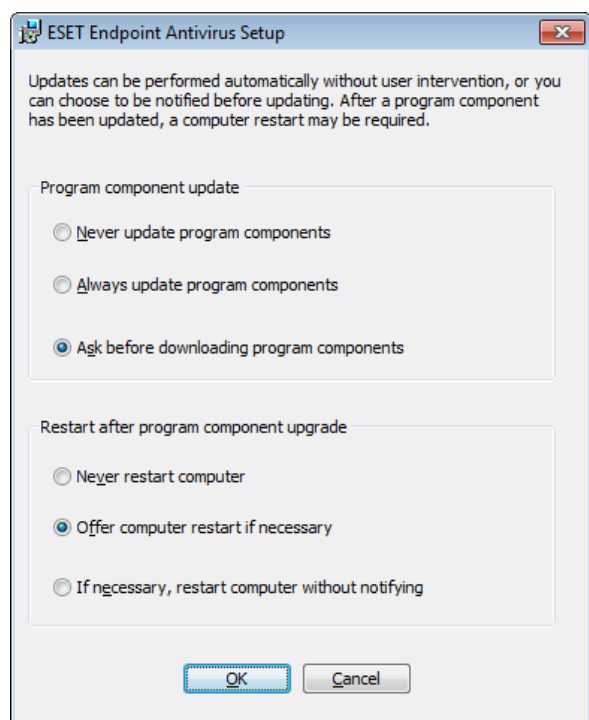 ESET Endpoint Antivirus Setup
Updates can be performed automatically without user intervention, or you
can choose to be notified before updating. After a program component
has been updated, a computer restart may be required.
Program component update
Never update program components
Always update program components
Ask before downloading program components
Restart after program component upgrade
Never restart computer
Offer computer restart if necessary
If necessary, restart computer without notifying
OK
Cancel